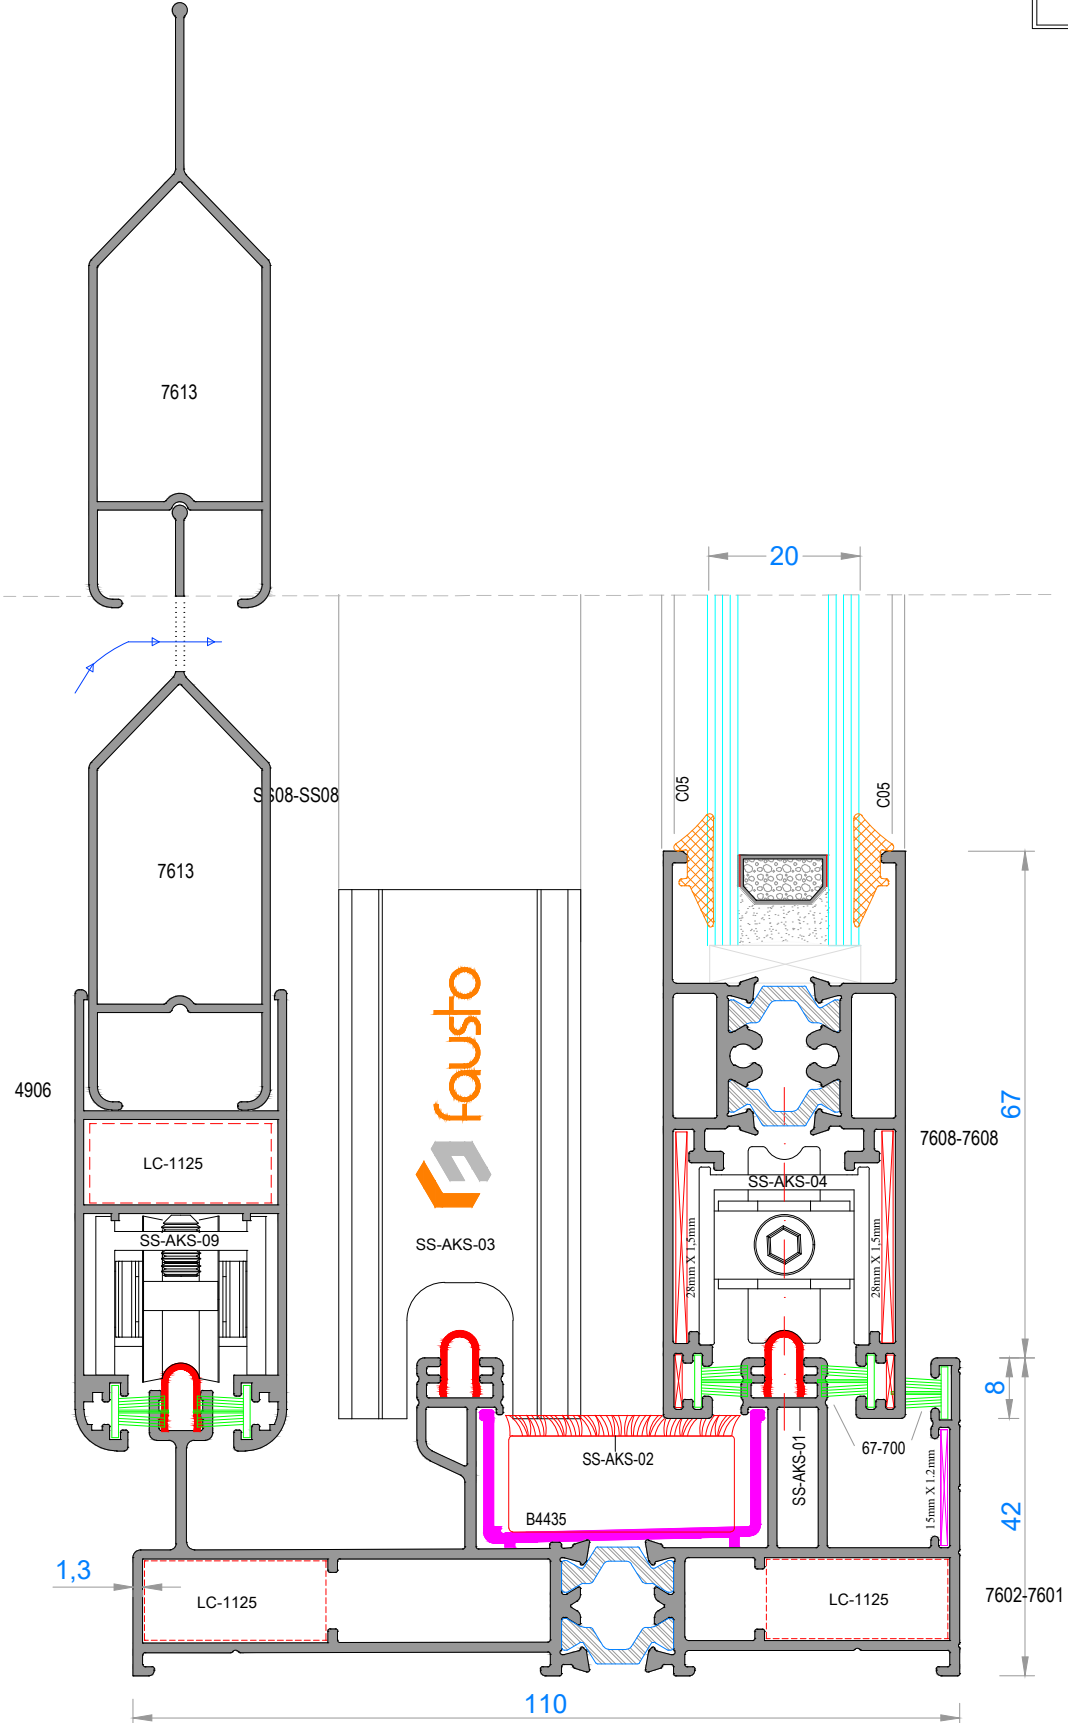 7613
20
SS08-SS08
C05
C05
7613
fausto
4906
67
7608-7608
LC-1125
SS-AKS-04
SS-AKS-09
SS-AKS-03
28mm X 1,5mm
28mm X 1,5mm
8
67-700
SS-AKS-02
SS-AKS-01
15mm X 1.2mm
B4435
42
1,3
LC-1125
LC-1125
7602-7601
110